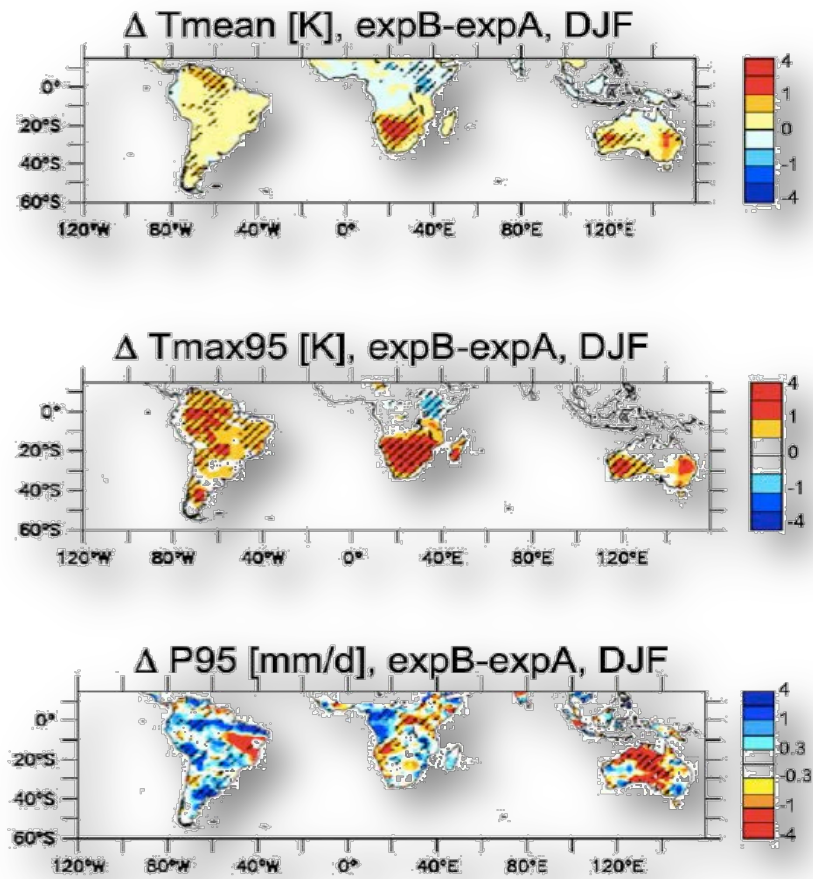 Δ Tmean [K], expB-expA, DJF
4
1
0
-1
-4
0°
20°S
40°S
60°S
120°W 80°W 40°W 0° 40°E 80°E 120°E
Δ Tmax95 [K], expB-expA, DJF
4
1
0
-1
-4
0°
20°S
40°S
60°S
120°W 80°W 40°W 0° 40°E 80°E 120°E
Δ P95 [mm/d], expB-expA, DJF
4
1
0.3
-0.3
-1
-4
0°
20°S
40°S
60°S
120°W 80°W 40°W 0° 40°E 80°E 120°E